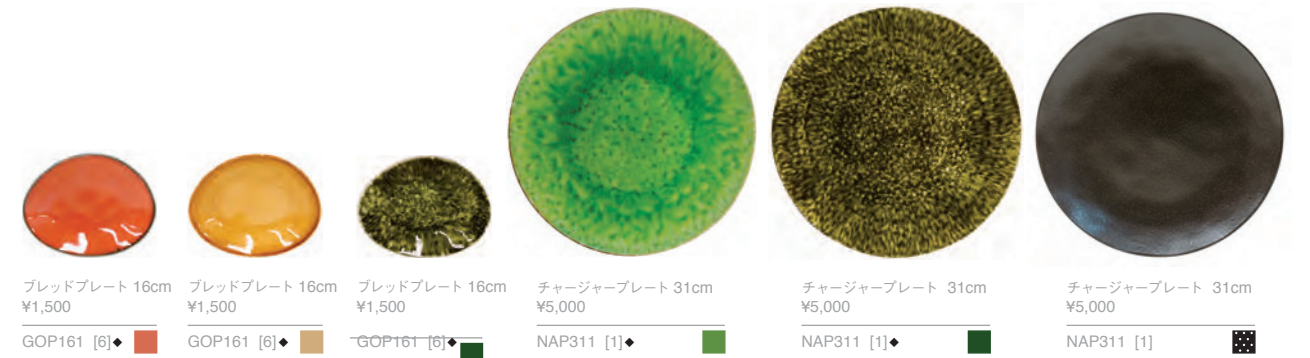 ブレッドプレート 16cm
¥1,500
GOP161 [6]◆
ブレッドプレート 16cm
¥1,500
GOP161 [6]◆
ブレッドプレート 16cm
¥1,500
GOP161 [6]◆
チャージャープレート 31cm
¥5,000
NAP311 [1]◆
チャージャープレート 31cm
¥5,000
NAP311 [1]◆
チャージャープレート 31cm
¥5,000
NAP311 [1]